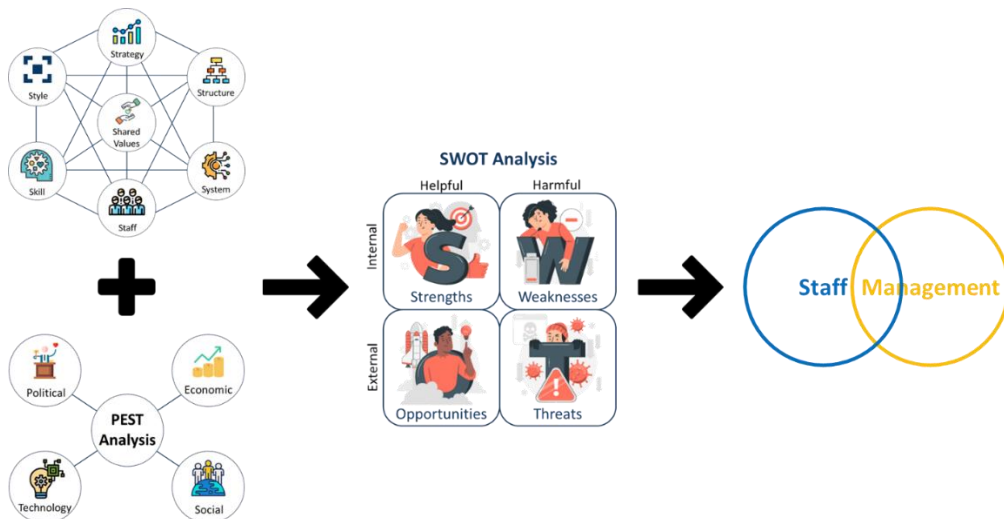 Strategy
Style
Structure
Shared
Values
Skill
System
Staff
Political
Economic
PEST
Analysis
Technology
Social
SWOT Analysis
Helpful
Harmful
Internal
S
Strengths
W
Weaknesses
External
O
Opportunities
T
Threats
Staff
Management